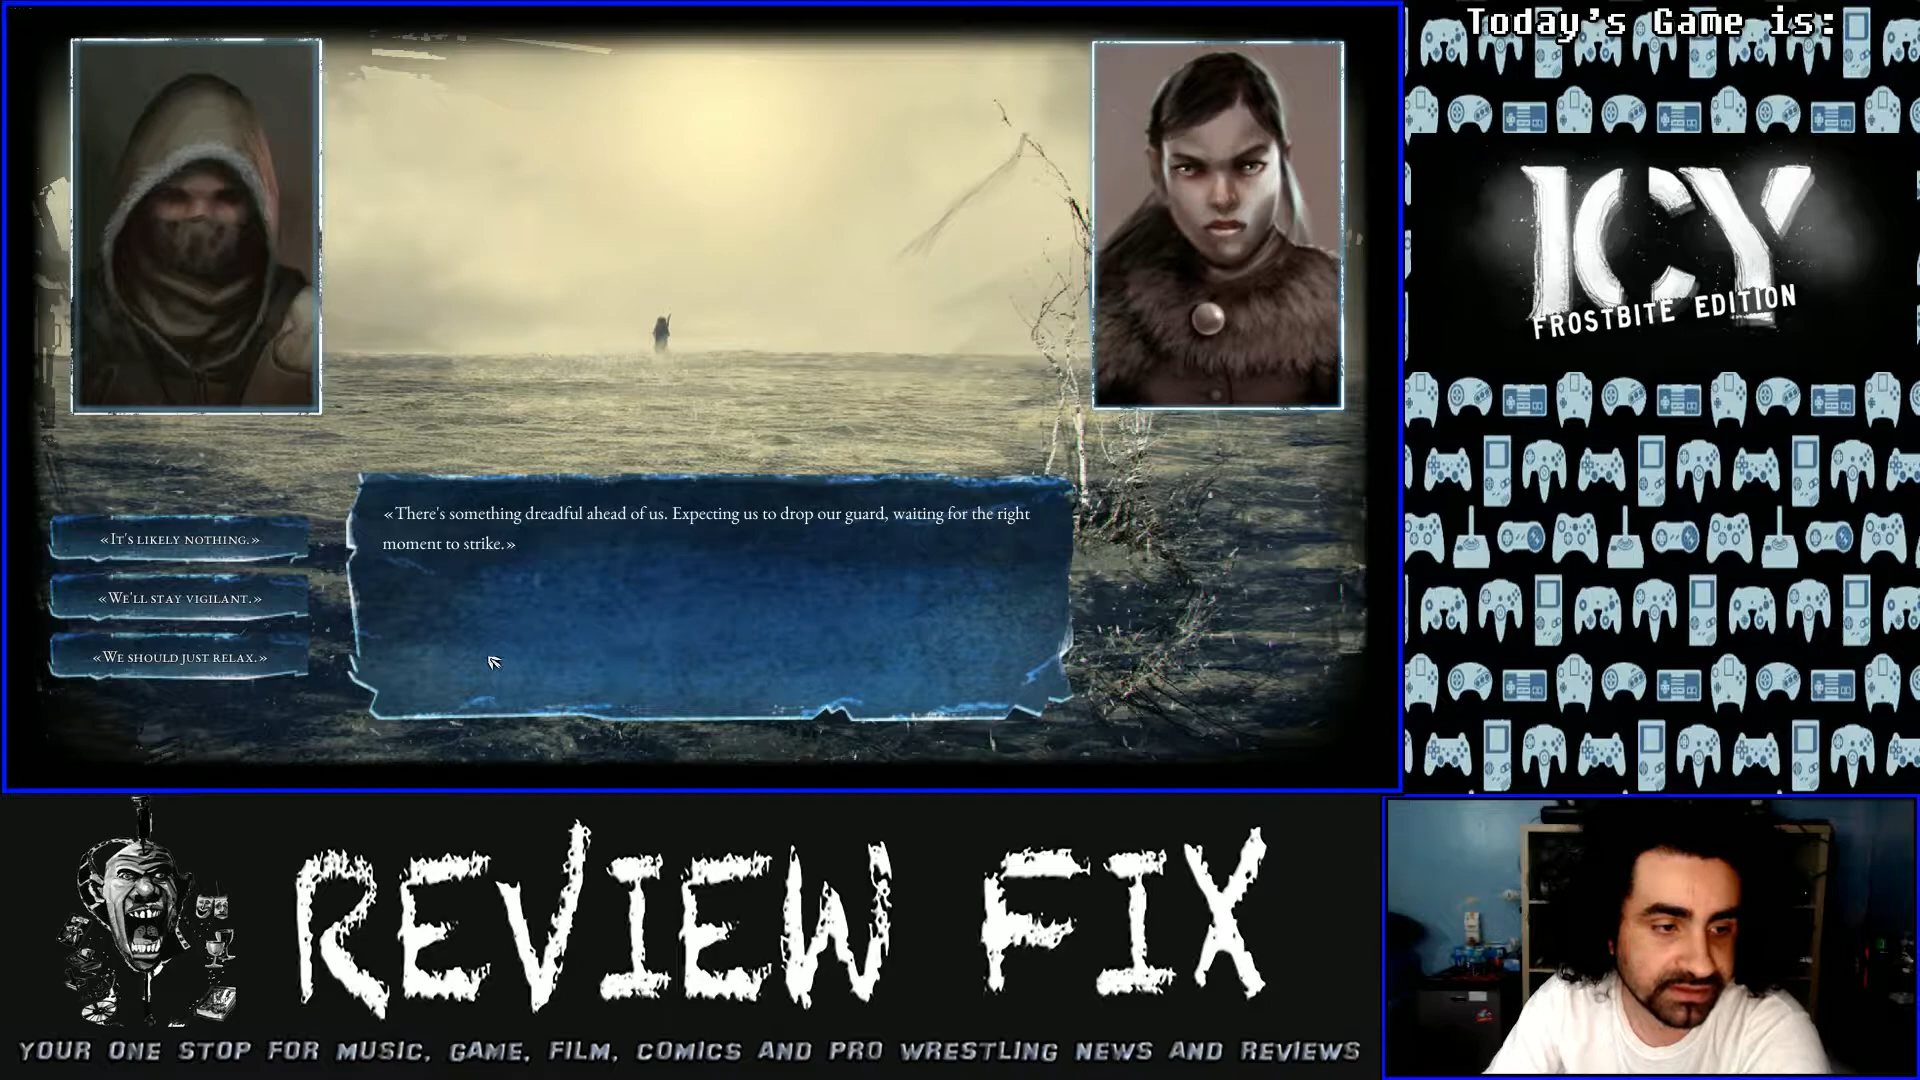 Today's Game is:
ICY
FROSTBITE EDITION
«There's something dreadful ahead of us. Expecting us to drop our guard, waiting for the right
moment to strike.»
«It's likely nothing.»
«We'll stay vigilant.»
«We should just relax.»
REVIEW FIX
YOUR ONE STOP FOR MUSIC, GAME, FILM, COMICS AND PRO WRESTLING NEWS AND REVIEWS